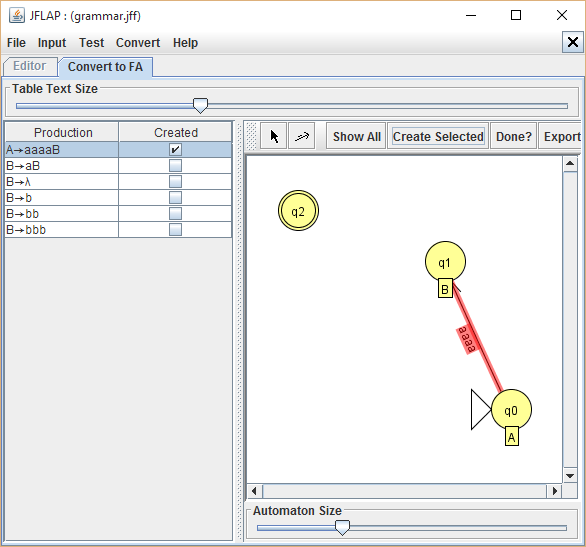 JFLAP : (grammar.jff)
File Input Test Convert Help
Editor Convert to FA
Table Text Size
Production Created
A→aaaaB
B→aB
B→λ
B→b
B→bb
B→bbb
Show All Create Selected Done? Export
q2
q1
B
aaaa
q0
A
Automaton Size